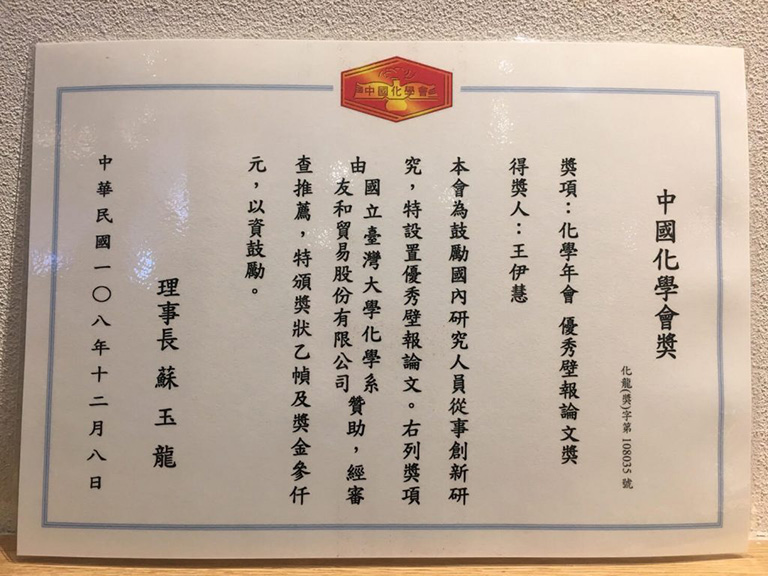 中國化學會
中國化學會獎
化龍(獎)字第 108035 號
獎項：化學年會 優秀壁報論文獎
得獎人：王伊慧
本會為鼓勵國內研究人員從事創新研
究，特設置優秀壁報論文。右列獎項
由國立臺灣大學化學系
友和貿易股份有限公司贊助，經審
查推薦，特頒獎狀乙幀及獎金參仟
元，以資鼓勵。
理事長 蘇玉龍
中華民國一〇八年十二月八日